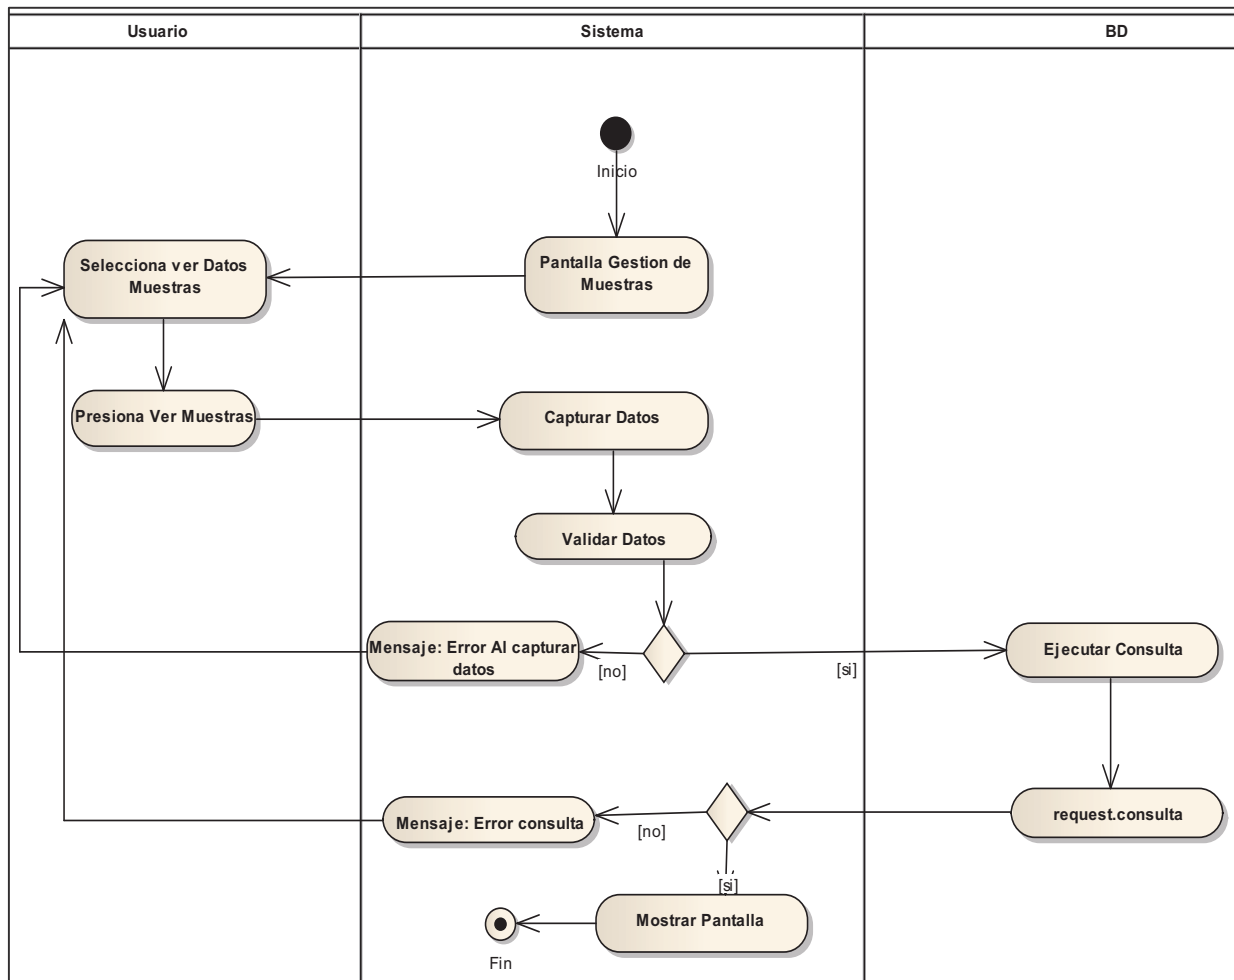 Usuario
Sistema
BD
Inicio
Selecciona ver Datos
Muestras
Pantalla Gestion de
Muestras
Presiona Ver Muestras
Capturar Datos
Validar Datos
Mensaje: Error Al capturar
datos
[no]
[si]
Ejecutar Consulta
Mensaje: Error consulta
[no]
request.consulta
[si]
Mostrar Pantalla
Fin